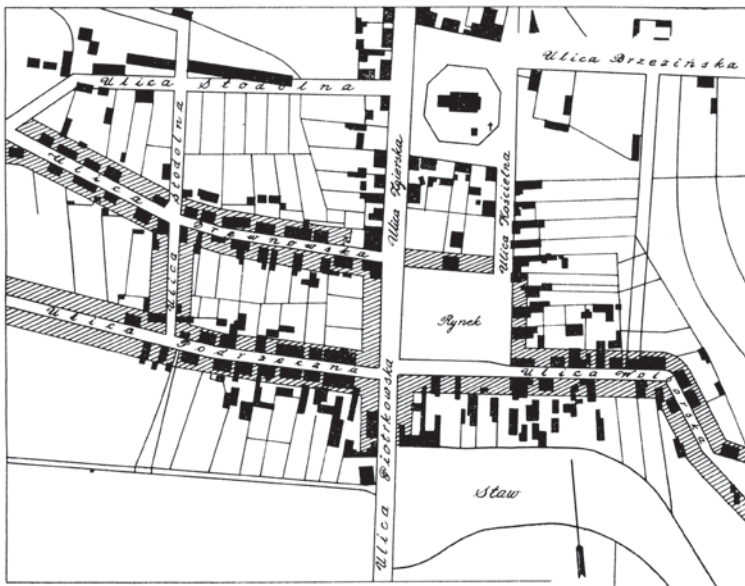 Ulica Brzezińska
Ulica Stodolna
Ulica Stodolna
Ulica Zgierska
Ulica Kościelna
Ulica Drewnowska
Rynek
Ulica Podrzeczna
Ulica Wolborska
Ulica Piotrkowska
Staw